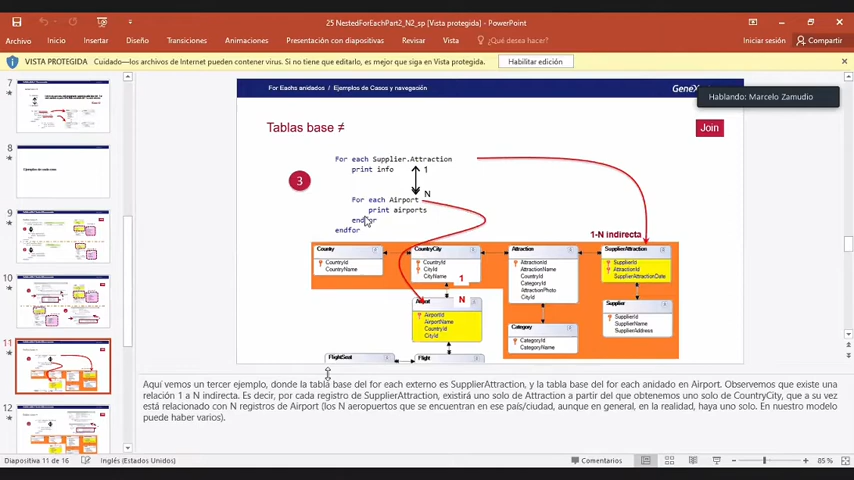 25 NestedForEachPart2_N2_sp [Vista protegida] - PowerPoint
Archivo Inicio Insertar Diseño Transiciones Animaciones Presentación con diapositivas Revisar Vista ¿Qué desea hacer? Iniciar sesión Compartir
VISTA PROTEGIDA Cuidado—los archivos de Internet pueden contener virus. Si no tiene que editarlo, es mejor que siga en Vista protegida. Habilitar edición
7
8
Ejemplos de cada caso
9
10
11
12
For Eachs anidados / Ejemplos de Casos y navegación
Hablando: Marcelo Zamudio
Tablas base ≠
Join
3
For each Supplier.Attraction
print info
1
N
For each Airport
print airports
endfor
endfor
1-N indirecta
Country
CountryId
CountryName
CountryCity
CountryId
CityId
CityName
1
Attraction
AttractionId
AttractionName
CountryId
CategoryId
AttractionPhoto
CityId
SupplierAttraction
SupplierId
AttractionId
SupplierAttractionDate
N
Airport
AirportId
AirportName
CountryId
CityId
Supplier
SupplierId
SupplierName
SupplierAddress
Category
CategoryId
CategoryName
FlightSeat
Flight
Aquí vemos un tercer ejemplo, donde la tabla base del for each externo es SupplierAttraction, y la tabla base del for each anidado en Airport. Observemos que existe una
relación 1 a N indirecta. Es decir, por cada registro de SupplierAttraction, existirá uno solo de Attraction a partir del que obtenemos uno solo de CountryCity, que a su vez
está relacionado con N registros de Airport (los N aeropuertos que se encuentran en ese país/ciudad, aunque en general, en la realidad, haya uno solo. En nuestro modelo
puede haber varios).
Diapositiva 11 de 16 Inglés (Estados Unidos) Comentarios 85 %